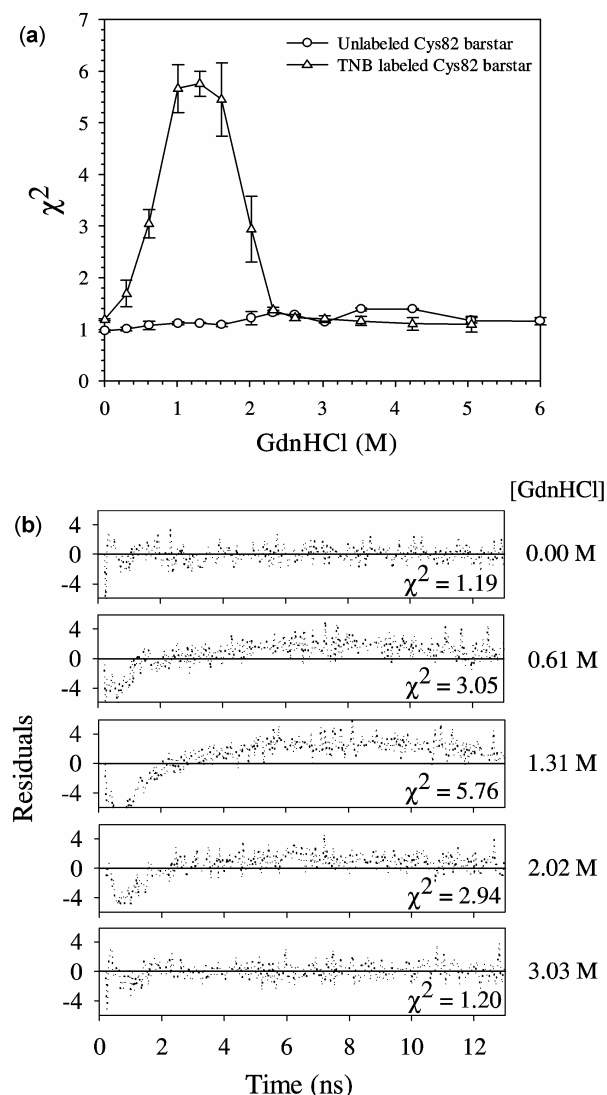 (a)
7
6
5
4
3
2
1
0
χ2
Unlabeled Cys82 barstar
TNB labeled Cys82 barstar
0 1 2 3 4 5 6
GdnHCl (M)
[GdnHCl]
(b)
4
0
-4
χ2 = 1.19
0.00 M
4
0
-4
χ2 = 3.05
0.61 M
4
0
-4
χ2 = 5.76
1.31 M
4
0
-4
χ2 = 2.94
2.02 M
4
0
-4
χ2 = 1.20
3.03 M
Residuals
0 2 4 6 8 10 12
Time (ns)